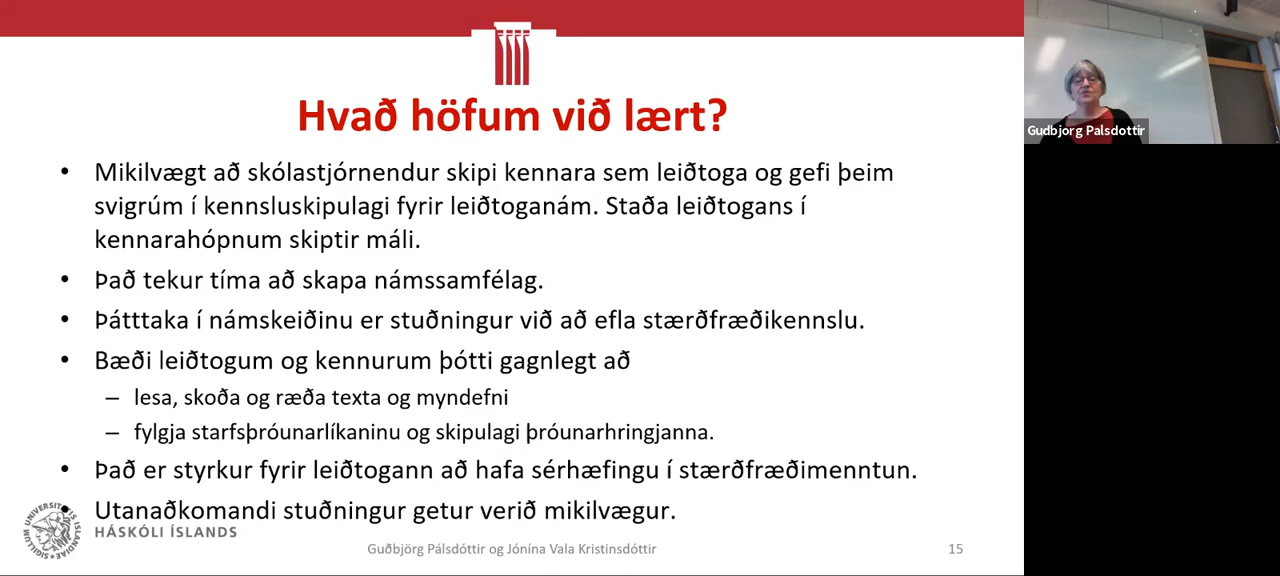 Hvað höfum við lært?
Gudbjorg Palsdottir
• Mikilvægt að skólastjórnendur skipi kennara sem leiðtoga og gefi þeim
svigrúm í kennsluskipulagi fyrir leiðtoganám. Staða leiðtogans í
kennarahópnum skiptir máli.
• Það tekur tíma að skapa námssamfélag.
• Þátttaka í námskeiðinu er stuðningur við að efla stærðfræðikennslu.
• Bæði leiðtogum og kennurum þótti gagnlegt að
– lesa, skoða og ræða texta og myndefni
– fylgja starfsþróunarlíkaninu og skipulagi þróunarhringjanna.
• Það er styrkur fyrir leiðtogann að hafa sérhæfingu í stærðfræðimenntun.
• Utanaðkomandi stuðningur getur verið mikilvægur.
HÁSKÓLI ÍSLANDS
Guðbjörg Pálsdóttir og Jónína Vala Kristinsdóttir
15